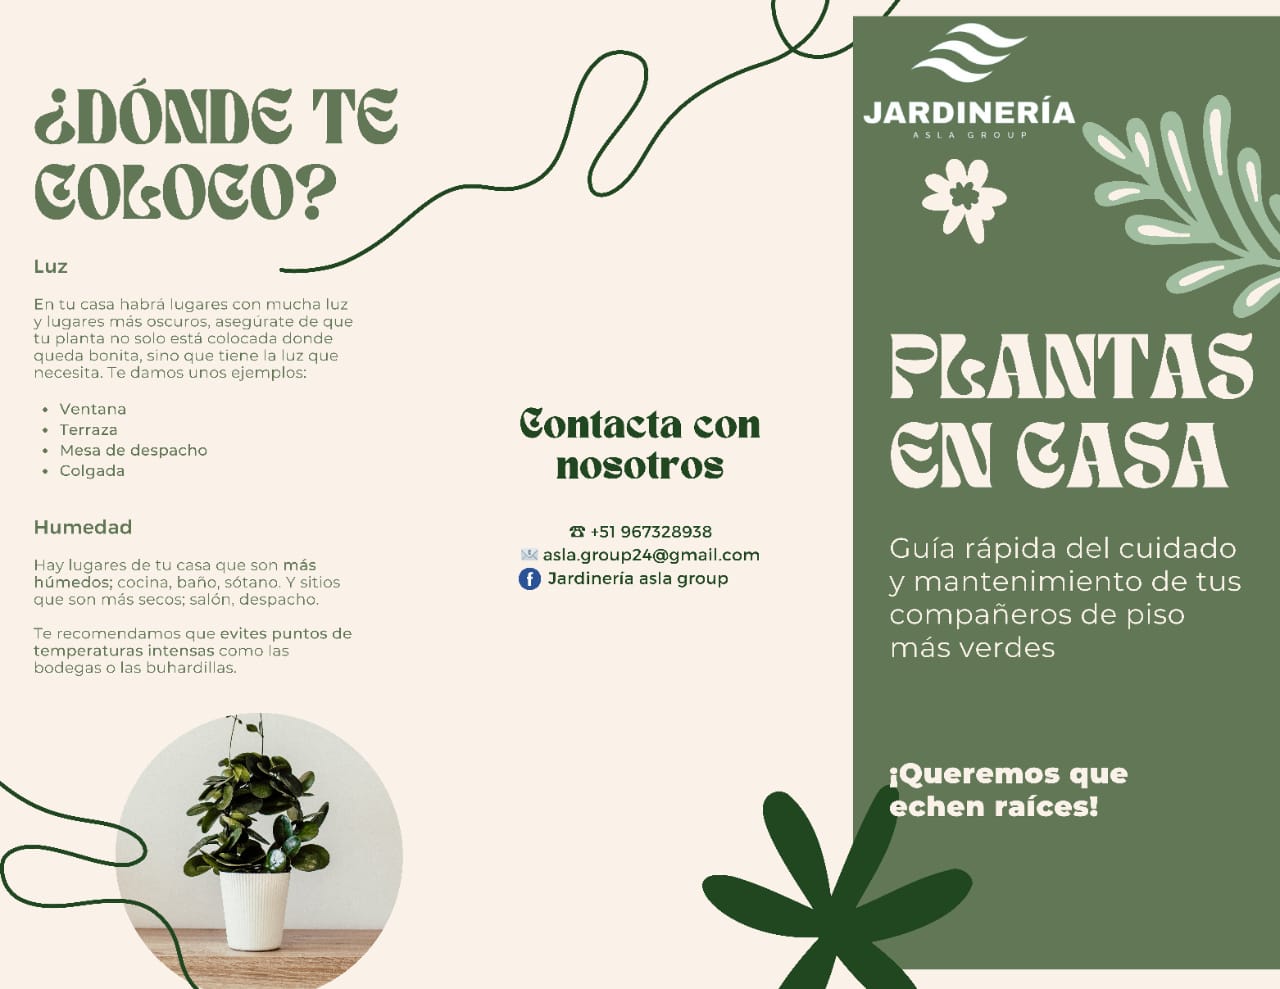 ¿DÓNDE TE
COLOCO?
Luz
En tu casa habrá lugares con mucha luz
y lugares más oscuros, asegúrate de que
tu planta no solo está colocada donde
queda bonita, sino que tiene la luz que
necesita. Te damos unos ejemplos:
• Ventana
• Terraza
• Mesa de despacho
• Colgada
Humedad
Hay lugares de tu casa que son más
húmedos; cocina, baño, sótano. Y sitios
que son más secos; salón, despacho.
Te recomendamos que evites puntos de
temperaturas intensas como las
bodegas o las buhardillas.
Contacta con
nosotros
☎ +51 967328938
📧 asla.group24@gmail.com
f Jardinería asla group
JARDINERÍA
ASLA GROUP
PLANTAS
EN CASA
Guía rápida del cuidado
y mantenimiento de tus
compañeros de piso
más verdes
¡Queremos que
echen raíces!